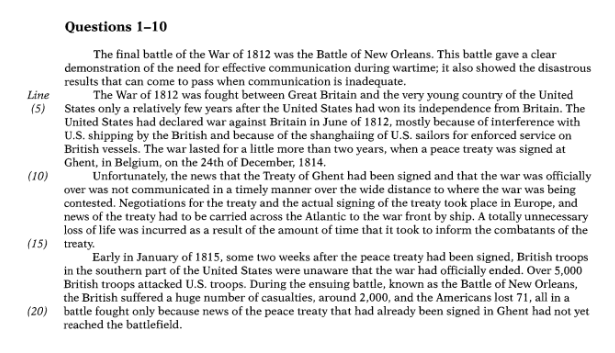 Questions 1–10
The final battle of the War of 1812 was the Battle of New Orleans. This battle gave a clear
demonstration of the need for effective communication during wartime; it also showed the disastrous
results that can come to pass when communication is inadequate.
Line The War of 1812 was fought between Great Britain and the very young country of the United
(5) States only a relatively few years after the United States had won its independence from Britain. The
United States had declared war against Britain in June of 1812, mostly because of interference with
U.S. shipping by the British and because of the shanghaiing of U.S. sailors for enforced service on
British vessels. The war lasted for a little more than two years, when a peace treaty was signed at
Ghent, in Belgium, on the 24th of December, 1814.
(10) Unfortunately, the news that the Treaty of Ghent had been signed and that the war was officially
over was not communicated in a timely manner over the wide distance to where the war was being
contested. Negotiations for the treaty and the actual signing of the treaty took place in Europe, and
news of the treaty had to be carried across the Atlantic to the war front by ship. A totally unnecessary
loss of life was incurred as a result of the amount of time that it took to inform the combatants of the
(15) treaty.
Early in January of 1815, some two weeks after the peace treaty had been signed, British troops
in the southern part of the United States were unaware that the war had officially ended. Over 5,000
British troops attacked U.S. troops. During the ensuing battle, known as the Battle of New Orleans,
the British suffered a huge number of casualties, around 2,000, and the Americans lost 71, all in a
(20) battle fought only because news of the peace treaty that had already been signed in Ghent had not yet
reached the battlefield.